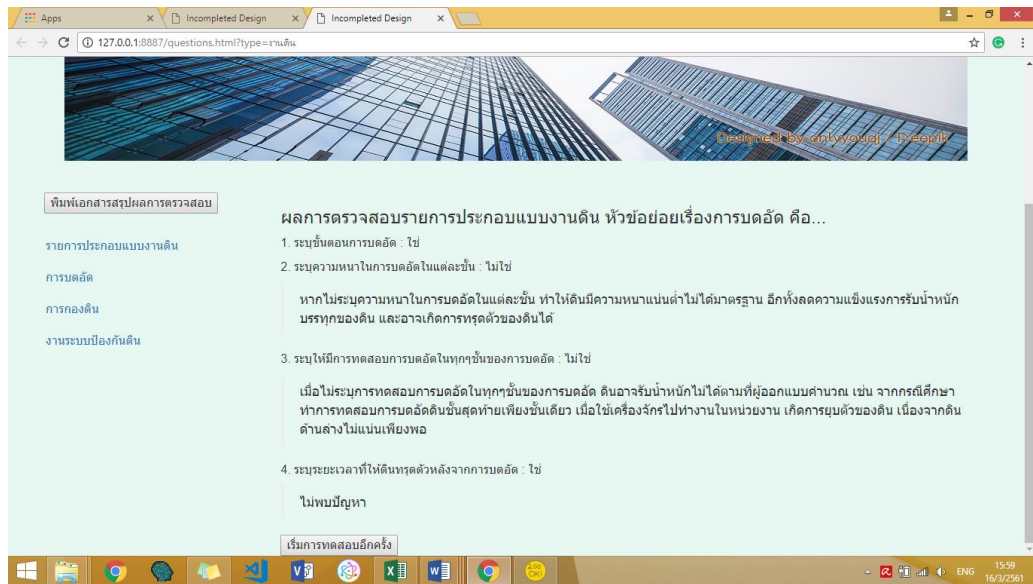 Apps
Incompleted Design
Incompleted Design
127.0.0.1:8887/questions.html?type=งานดิน
Designed by onlyyouqj / Freepik
พิมพ์เอกสารสรุปผลการตรวจสอบ
รายการประกอบแบบงานดิน
การบดอัด
การกองดิน
งานระบบป้องกันดิน
ผลการตรวจสอบรายการประกอบแบบงานดิน หัวข้อย่อยเรื่องการบดอัด คือ...
1. ระบุขั้นตอนการบดอัด : ใช่
2. ระบุความหนาในการบดอัดในแต่ละชั้น : ไม่ใช่
หากไม่ระบุความหนาในการบดอัดในแต่ละชั้น ทำให้ดินมีความหนาแน่นต่ำไม่ได้มาตรฐาน อีกทั้งลดความแข็งแรงการรับน้ำหนัก
บรรทุกของดิน และอาจเกิดการทรุดตัวของดินได้
3. ระบุให้มีการทดสอบการบดอัดในทุกๆชั้นของการบดอัด : ไม่ใช่
เมื่อไม่ระบุการทดสอบการบดอัดในทุกๆชั้นของการบดอัด ดินอาจรับน้ำหนักไม่ได้ตามที่ผู้ออกแบบคำนวณ เช่น จากกรณีศึกษา
ทำการทดสอบการบดอัดดินชั้นสุดท้ายเพียงชั้นเดียว เมื่อใช้เครื่องจักรไปทำงานในหน่วยงาน เกิดการยุบตัวของดิน เนื่องจากดิน
ด้านล่างไม่แน่นเพียงพอ
4. ระบุระยะเวลาที่ให้ดินทรุดตัวหลังจากการบดอัด : ใช่
ไม่พบปัญหา
เริ่มการทดสอบอีกครั้ง
200
OK!
ENG
15:59
16/3/2561